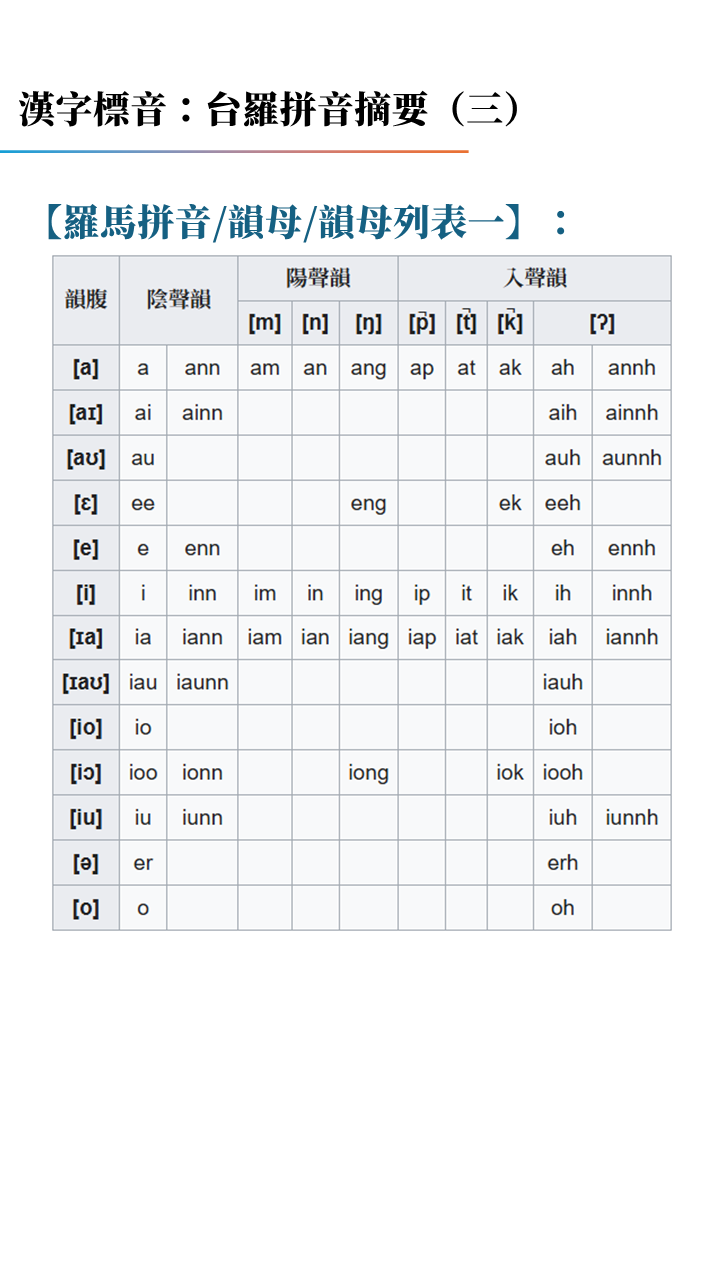 漢字標音：台羅拼音摘要（三）
【羅馬拼音/韻母/韻母列表一】：
韻腹 陰聲韻 陽聲韻 入聲韻
[m] [n] [ŋ] [p̚] [t̚] [k̚] [ʔ]
[a] a ann am an ang ap at ak ah annh
[aɪ] ai ainn aih ainnh
[aʊ] au auh aunnh
[ɛ] ee eng ek eeh
[e] e enn eh ennh
[i] i inn im in ing ip it ik ih innh
[ɪa] ia iann iam ian iang iap iat iak iah iannh
[ɪaʊ] iau iaunn iauh
[io] io ioh
[iɔ] ioo ionn iong iok iooh
[iu] iu iunn iuh iunnh
[ə] er erh
[o] o oh